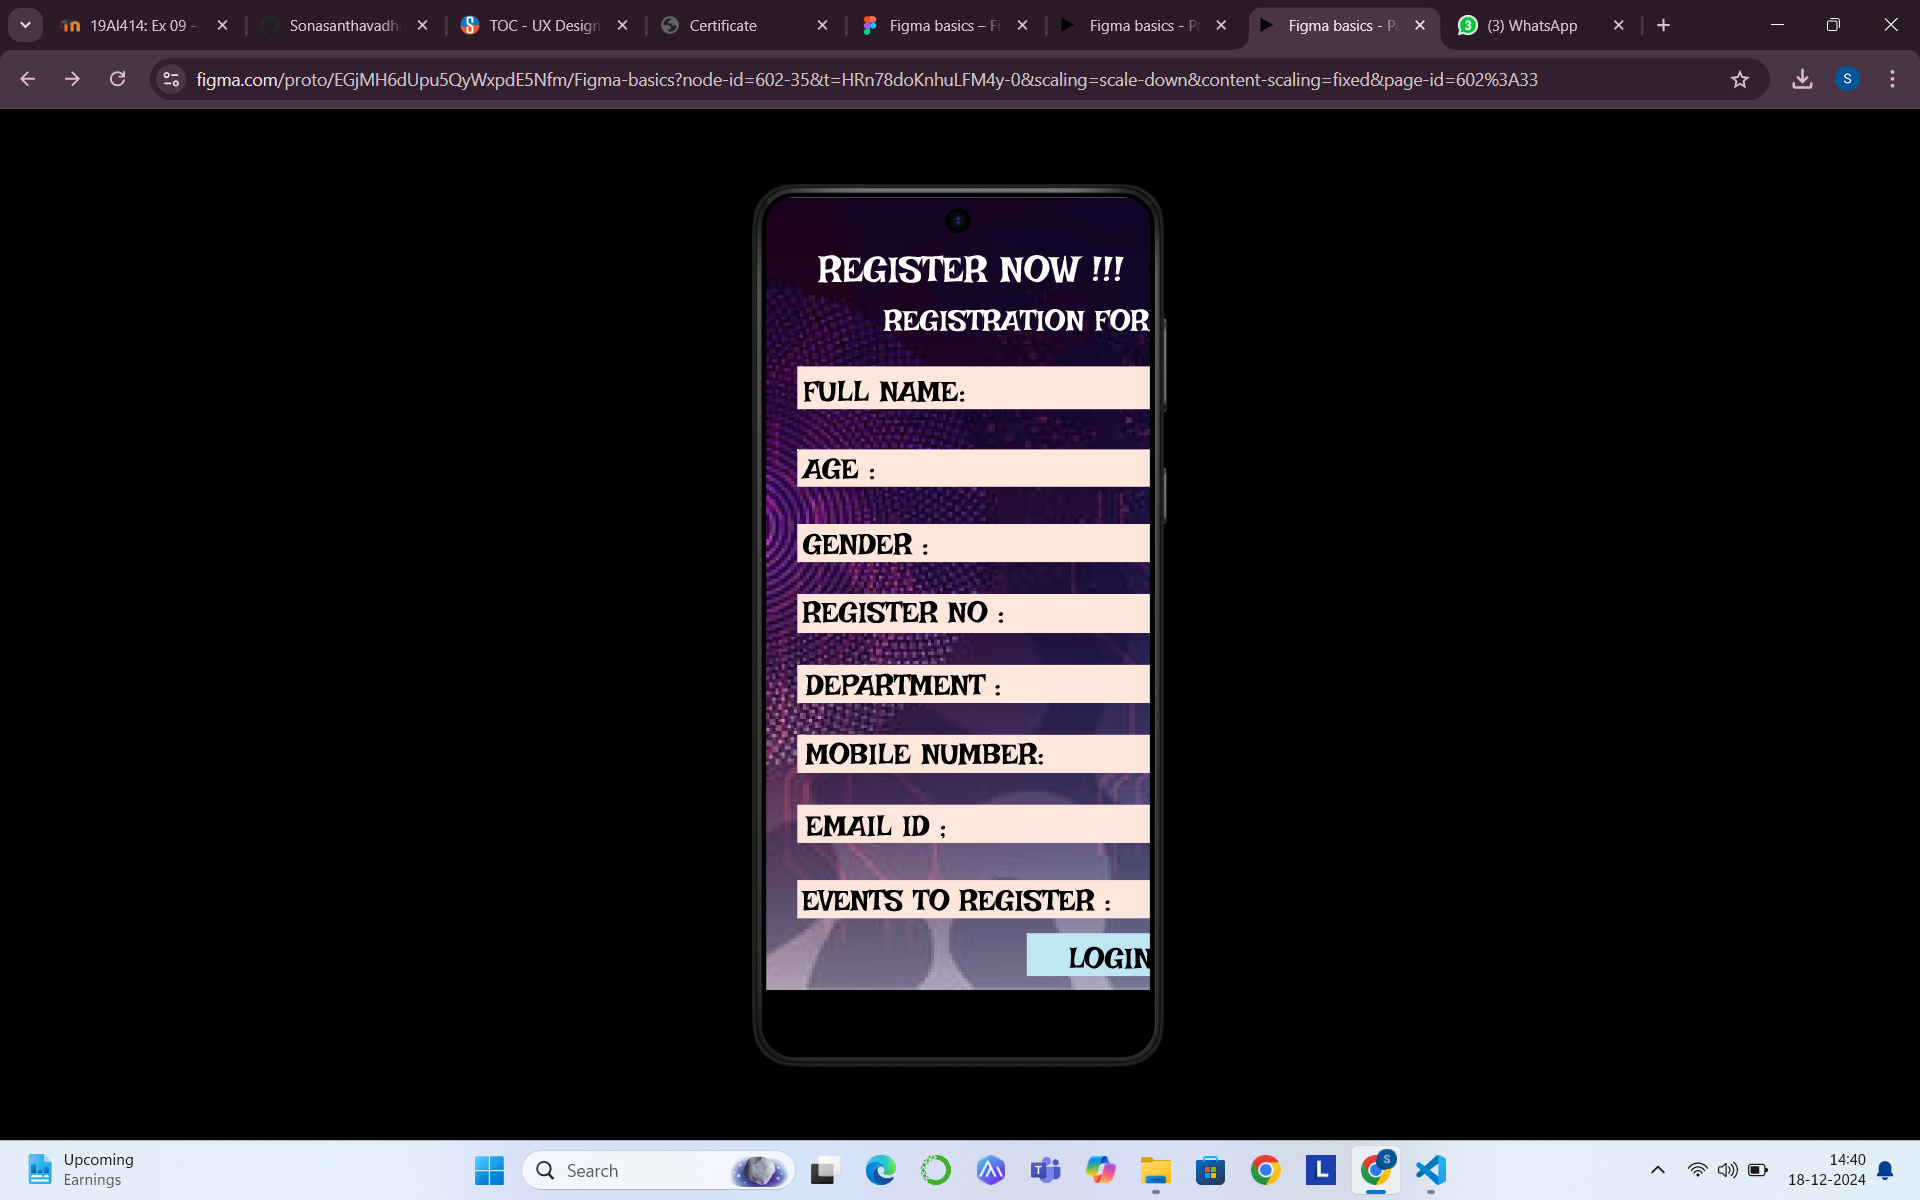 19AI414: Ex 09 -
Sonasanthavadha
TOC - UX Design
Certificate
Figma basics – Fi
Figma basics - Pa
Figma basics - Pa
(3) WhatsApp
figma.com/proto/EGjMH6dUpu5QyWxpdE5Nfm/Figma-basics?node-id=602-35&t=HRn78doKnhuLFM4y-0&scaling=scale-down&content-scaling=fixed&page-id=602%3A33
S
REGISTER NOW !!!
REGISTRATION FOR
FULL NAME:
AGE :
GENDER :
REGISTER NO :
DEPARTMENT :
MOBILE NUMBER:
EMAIL ID ;
EVENTS TO REGISTER :
LOGIN
Upcoming
Earnings
Search
L
S
14:40
18-12-2024